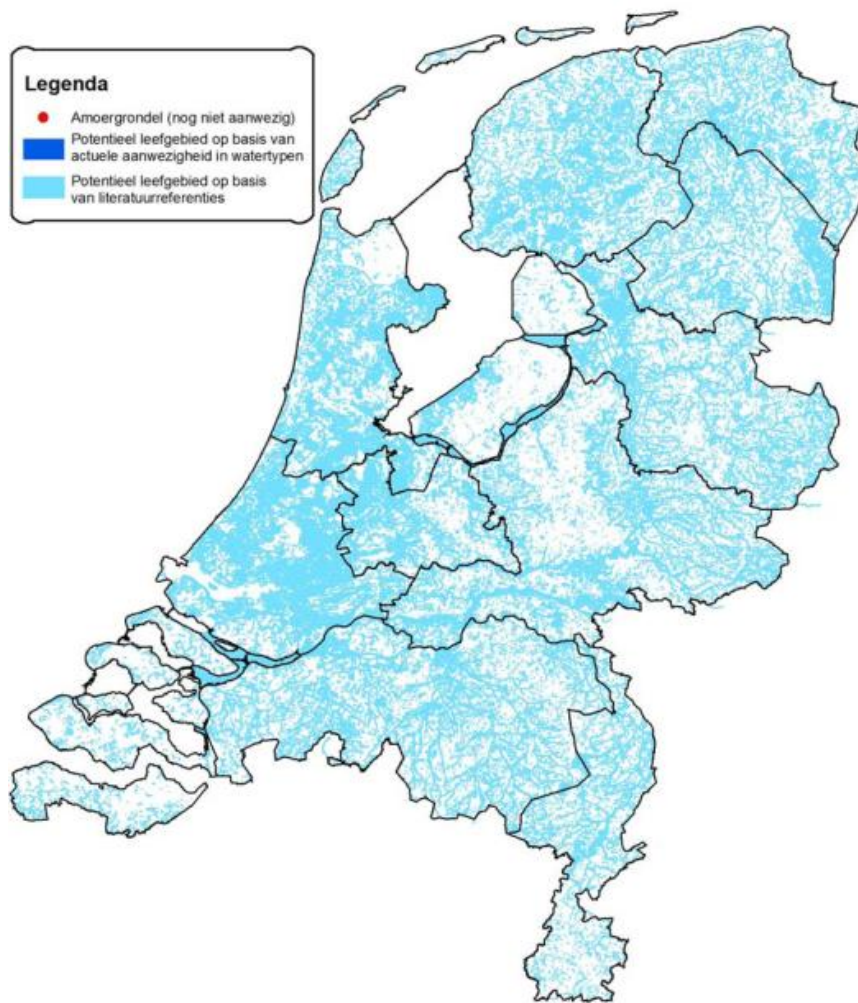 Legenda
Amoergrondel (nog niet aanwezig)
Potentieel leefgebied op basis van
actuele aanwezigheid in watertypen
Potentieel leefgebied op basis
van literatuurreferenties